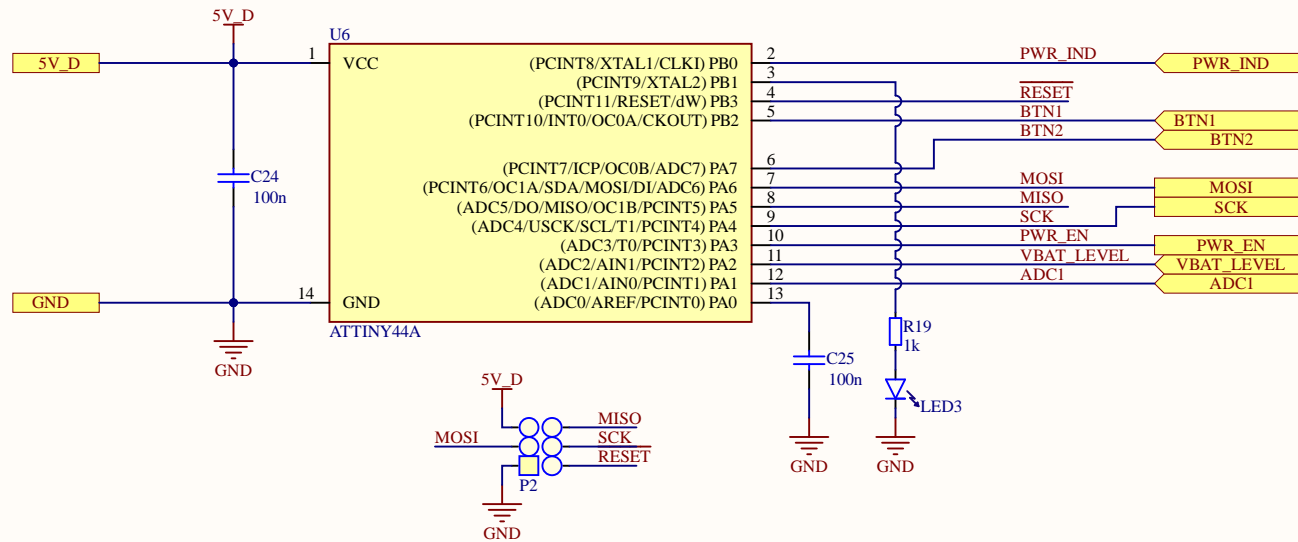 5V_D
U6
5V_D
1
VCC
(PCINT8/XTAL1/CLKI) PB0
2
PWR_IND
PWR_IND
(PCINT9/XTAL2) PB1
3
(PCINT11/RESET/dW) PB3
4
RESET
(PCINT10/INT0/OC0A/CKOUT) PB2
5
BTN1
BTN1
BTN2
BTN2
(PCINT7/ICP/OC0B/ADC7) PA7
6
C24
100n
(PCINT6/OC1A/SDA/MOSI/DI/ADC6) PA6
7
MOSI
MOSI
(ADC5/DO/MISO/OC1B/PCINT5) PA5
8
MISO
SCK
(ADC4/USCK/SCL/T1/PCINT4) PA4
9
SCK
(ADC3/T0/PCINT3) PA3
10
PWR_EN
PWR_EN
(ADC2/AIN1/PCINT2) PA2
11
VBAT_LEVEL
VBAT_LEVEL
(ADC1/AIN0/PCINT1) PA1
12
ADC1
ADC1
GND
14
GND
(ADC0/AREF/PCINT0) PA0
13
ATTINY44A
GND
R19
1k
C25
100n
LED3
GND
GND
5V_D
MISO
MOSI
SCK
RESET
P2
GND